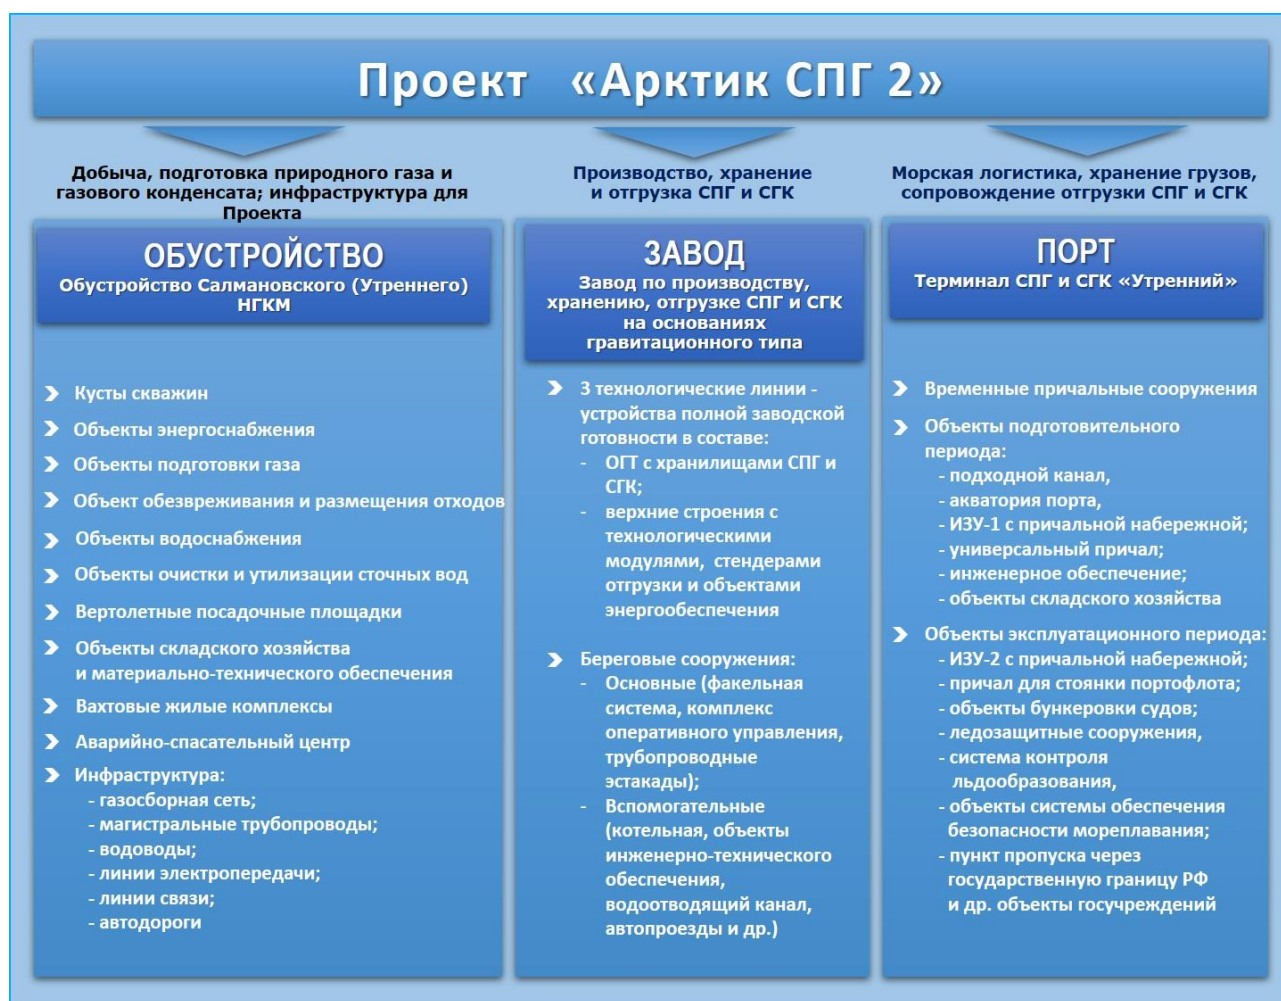 Проект «Арктик СПГ 2»
Добыча, подготовка природного газа и
газового конденсата; инфраструктура для
Проекта
ОБУСТРОЙСТВО
Обустройство Салмановского (Утреннего)
НГКМ
Кусты скважин
Объекты энергоснабжения
Объекты подготовки газа
Объект обезвреживания и размещения отходов
Объекты водоснабжения
Объекты очистки и утилизации сточных вод
Вертолетные посадочные площадки
Объекты складского хозяйства
и материально-технического обеспечения
Вахтовые жилые комплексы
Аварийно-спасательный центр
Инфраструктура:
- газосборная сеть;
- магистральные трубопроводы;
- водоводы;
- линии электропередачи;
- линии связи;
- автодороги
Производство, хранение
и отгрузка СПГ и СГК
ЗАВОД
Завод по производству,
хранению, отгрузке СПГ и СГК
на основаниях
гравитационного типа
3 технологические линии -
устройства полной заводской
готовности в составе:
- ОГТ с хранилищами СПГ и
СГК;
- верхние строения с
технологическими
модулями, стендерами
отгрузки и объектами
энергообеспечения
Береговые сооружения:
- Основные (факельная
система, комплекс
оперативного управления,
трубопроводные
эстакады);
- Вспомогательные
(котельная, объекты
инженерно-технического
обеспечения,
водоотводящий канал,
автопроезды и др.)
Морская логистика, хранение грузов,
сопровождение отгрузки СПГ и СГК
ПОРТ
Терминал СПГ и СГК «Утренний»
Временные причальные сооружения
Объекты подготовительного
периода:
- подходной канал,
- акватория порта,
- ИЗУ-1 с причальной набережной;
- универсальный причал;
- инженерное обеспечение;
- объекты складского хозяйства
Объекты эксплуатационного периода:
- ИЗУ-2 с причальной набережной;
- причал для стоянки портофлота;
- объекты бункеровки судов;
- ледозащитные сооружения,
- система контроля
льдообразования,
- объекты системы обеспечения
безопасности мореплавания;
- пункт пропуска через
государственную границу РФ
и др. объекты госучреждений